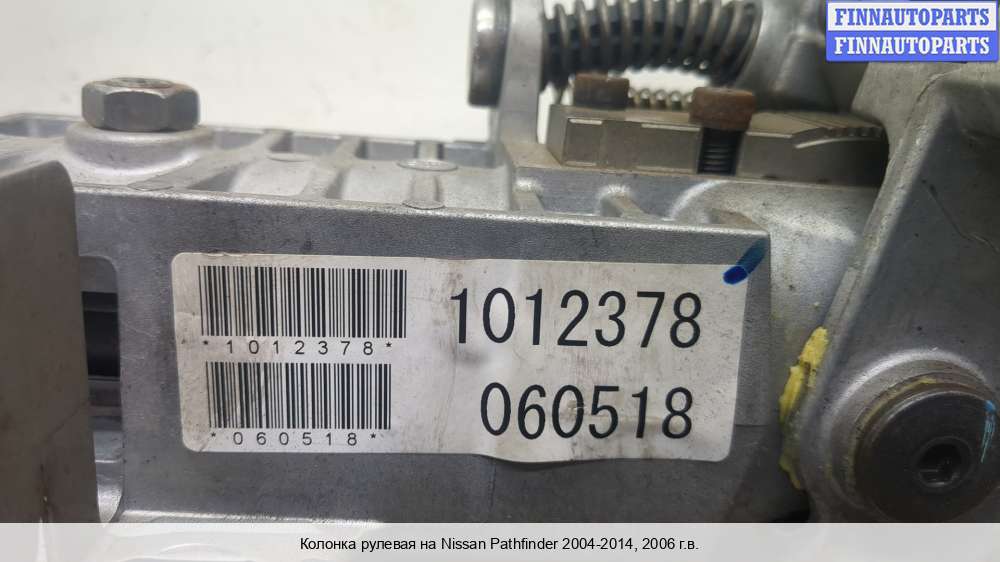 FINNAUTOPARTS
FINNAUTOPARTS
1012378
*1012378*
060518
*060518*
Колонка рулевая на Nissan Pathfinder 2004-2014, 2006 г.в.